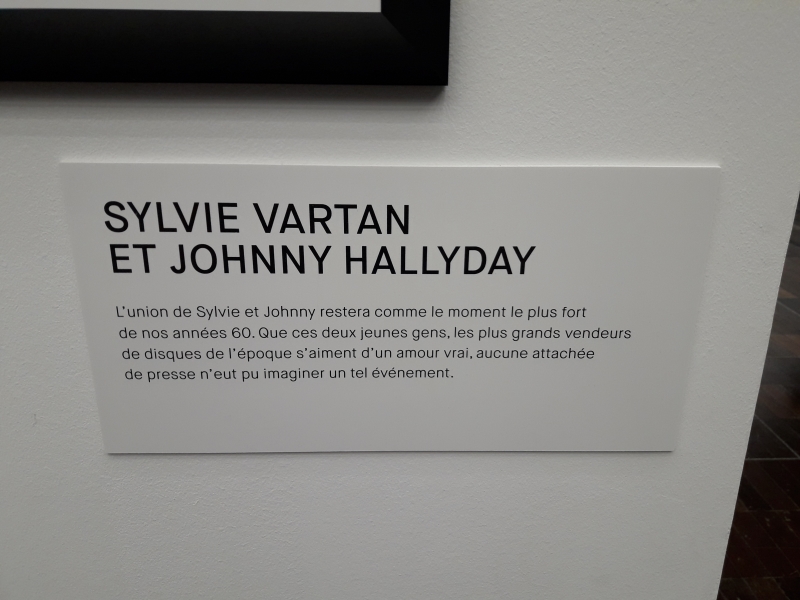 SYLVIE VARTAN
ET JOHNNY HALLYDAY
L'union de Sylvie et Johnny restera comme le moment le plus fort
de nos années 60. Que ces deux jeunes gens, les plus grands vendeurs
de disques de l'époque s'aiment d'un amour vrai, aucune attachée
de presse n'eut pu imaginer un tel événement.